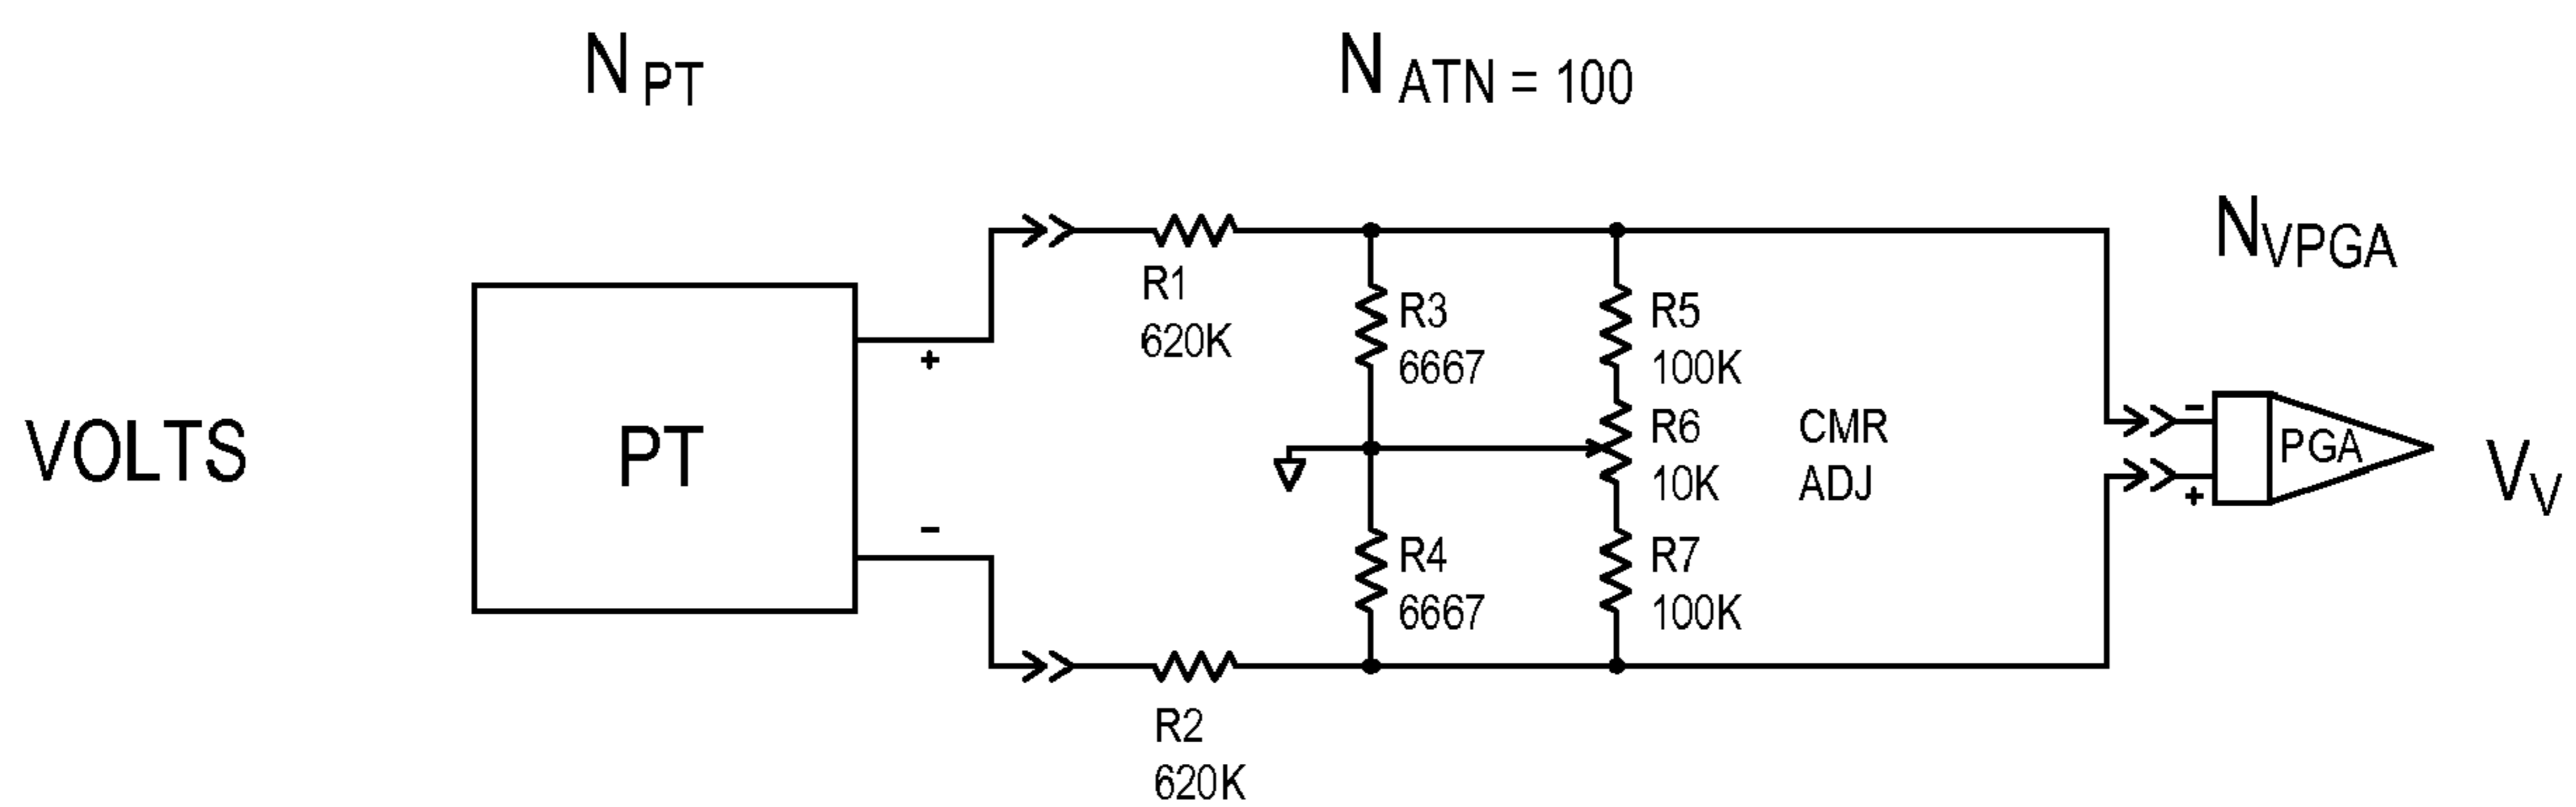 N PT
N ATN = 100
N VPGA
VOLTS
PT
+
-
R1
620K
R3
6667
R5
100K
R6
10K
CMR
ADJ
R4
6667
R7
100K
R2
620K
-
PGA
+
V V